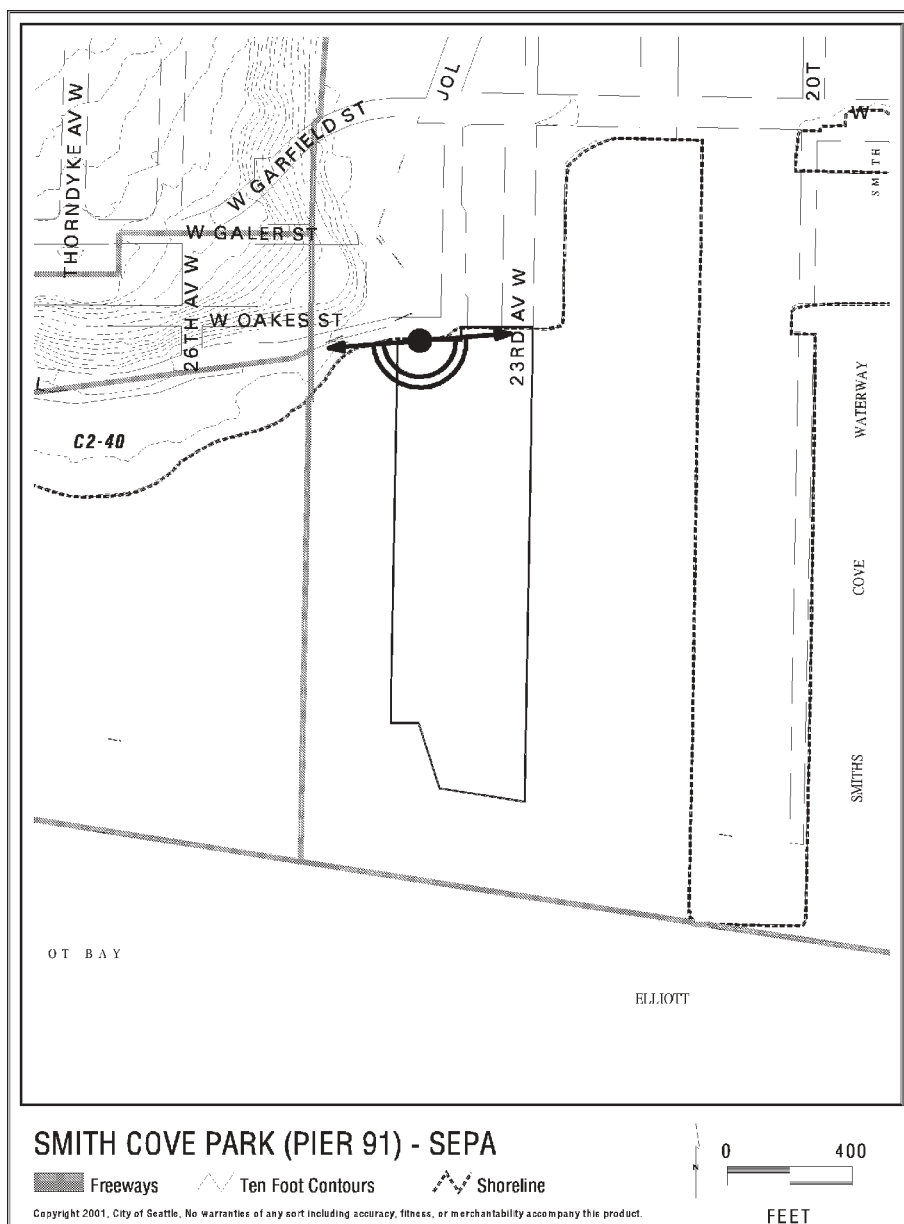 JOL
20T
W
THORNDYKE AV W
W GARFIELD ST
SMITH
W GALER ST
26TH AV W
W OAKES ST
23RD AV W
L
C2-40
WATERWAY
COVE
SMITHS
OT BAY
ELLIOTT
SMITH COVE PARK (PIER 91) - SEPA
Freeways
Ten Foot Contours
Shoreline
N
0 400
FEET
Copyright 2001, City of Seattle, No warranties of any sort including accuracy, fitness, or merchantability accompany this product.